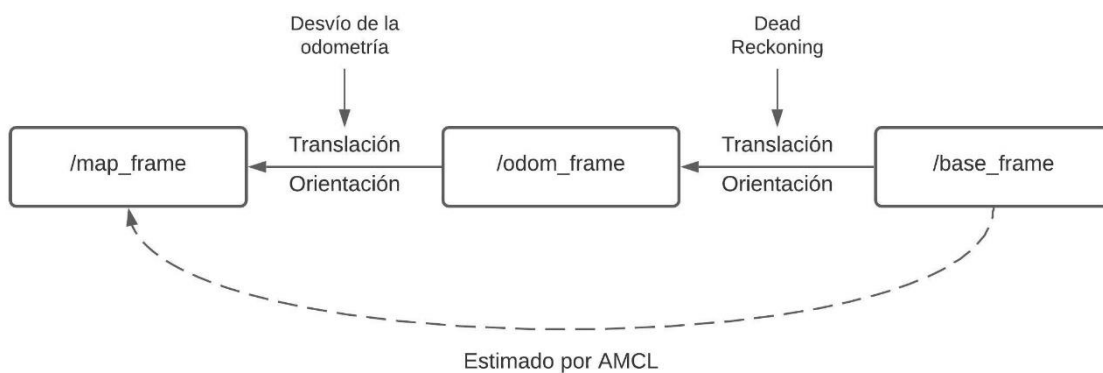 Desvío de la
odometría
Dead
Reckoning
/map_frame
Translación
Orientación
/odom_frame
Translación
Orientación
/base_frame
Estimado por AMCL